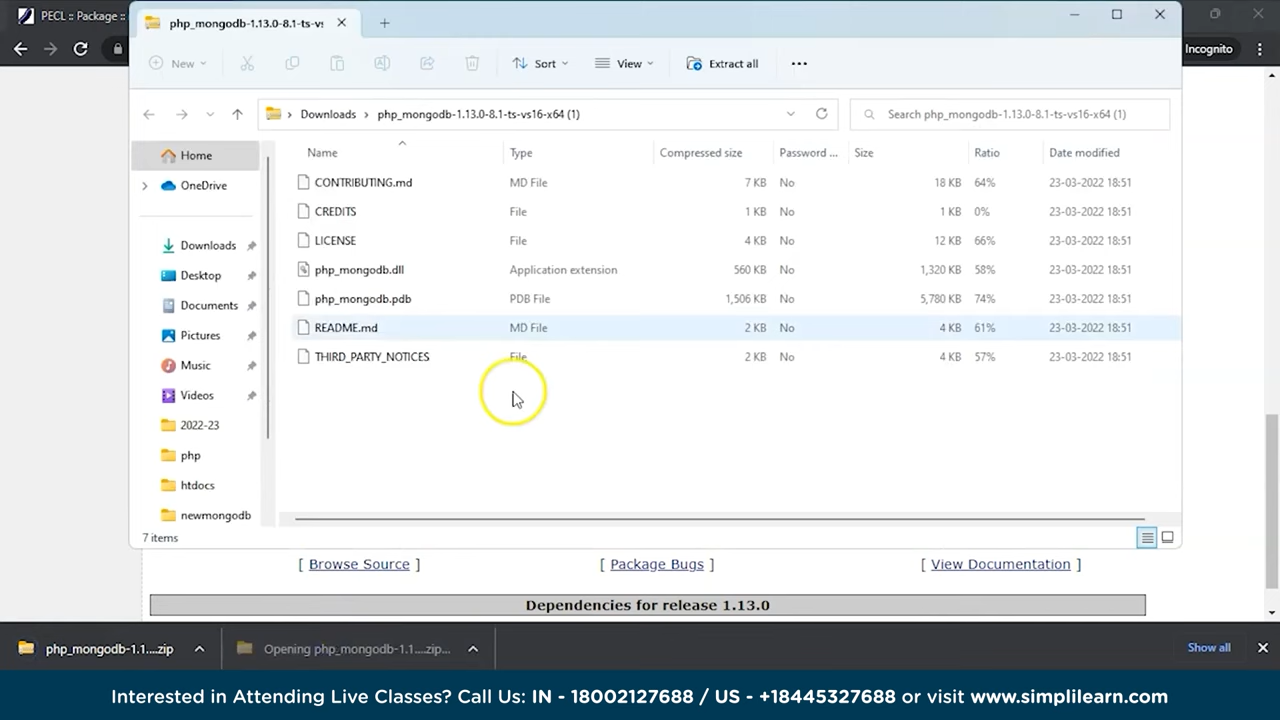 PECL :: Package ::
php_mongodb-1.13.0-8.1-ts-vs
Incognito
New
Sort
View
Extract all
Downloads > php_mongodb-1.13.0-8.1-ts-vs16-x64 (1)
Search php_mongodb-1.13.0-8.1-ts-vs16-x64 (1)
Home
OneDrive
Downloads
Desktop
Documents
Pictures
Music
Videos
2022-23
php
htdocs
newmongodb
Name Type Compressed size Password ... Size Ratio Date modified
CONTRIBUTING.md MD File 7 KB No 18 KB 64% 23-03-2022 18:51
CREDITS File 1 KB No 1 KB 0% 23-03-2022 18:51
LICENSE File 4 KB No 12 KB 66% 23-03-2022 18:51
php_mongodb.dll Application extension 560 KB No 1,320 KB 58% 23-03-2022 18:51
php_mongodb.pdb PDB File 1,506 KB No 5,780 KB 74% 23-03-2022 18:51
README.md MD File 2 KB No 4 KB 61% 23-03-2022 18:51
THIRD_PARTY_NOTICES File 2 KB No 4 KB 57% 23-03-2022 18:51
7 items
[ Browse Source ] [ Package Bugs ] [ View Documentation ]
Dependencies for release 1.13.0
php_mongodb-1.1....zip
Opening php_mongodb-1.1....zip...
Show all
Interested in Attending Live Classes? Call Us: IN - 18002127688 / US - +18445327688 or visit www.simplilearn.com